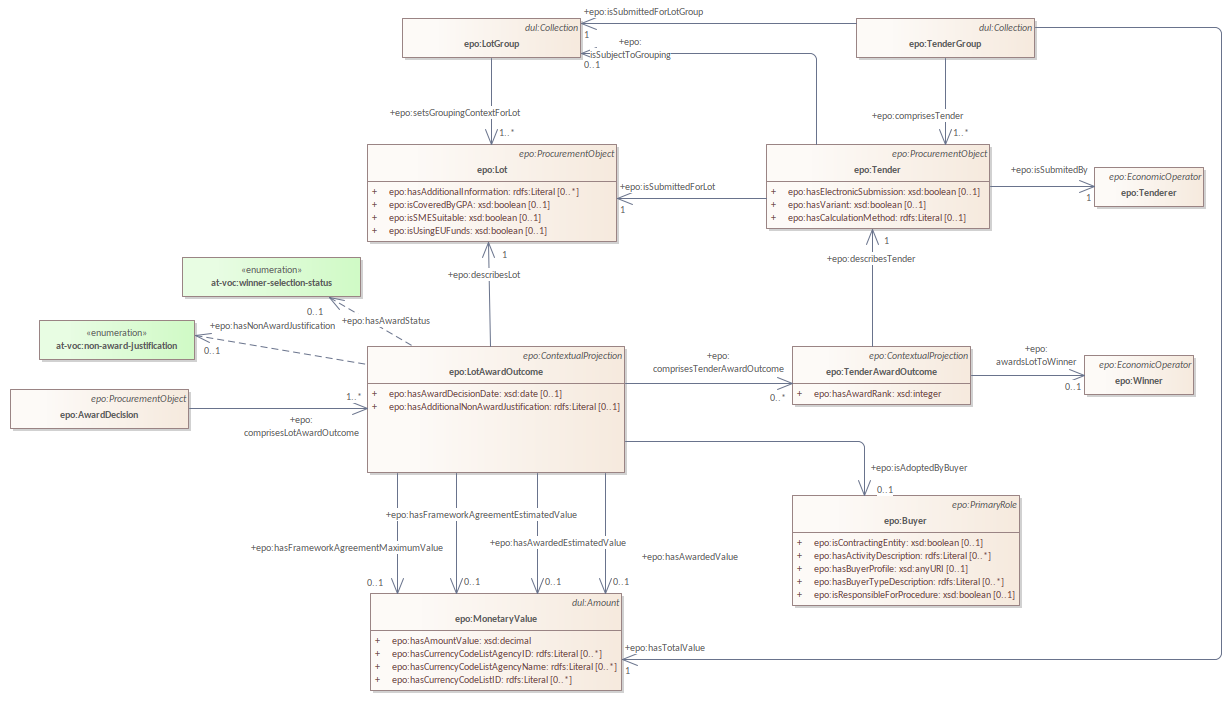 +epo:isSubmittedForLotGroup
dul:Collection
epo:LotGroup
1
+epo:
isSubjectToGrouping
0..1
dul:Collection
epo:TenderGroup
+epo:setsGroupingContextForLot
1..*
+epo:comprisesTender
1..*
epo:ProcurementObject
epo:Lot
+ epo:hasAdditionalInformation: rdfs:Literal [0..*]
+ epo:isCoveredByGPA: xsd:boolean [0..1]
+ epo:isSMESuitable: xsd:boolean [0..1]
+ epo:isUsingEUFunds: xsd:boolean [0..1]
+epo:isSubmittedForLot
1
epo:ProcurementObject
epo:Tender
+ epo:hasElectronicSubmission: xsd:boolean [0..1]
+ epo:hasVariant: xsd:boolean [0..1]
+ epo:hasCalculationMethod: rdfs:Literal [0..1]
+epo:isSubmitedBy
1
epo:EconomicOperator
epo:Tenderer
1
+epo:describesLot
1
+epo:describesTender
«enumeration»
at-voc:winner-selection-status
0..1
+epo:hasAwardStatus
«enumeration»
at-voc:non-award-justification
+epo:hasNonAwardJustification
0..1
epo:ProcurementObject
epo:AwardDecision
1..*
+epo:
comprisesLotAwardOutcome
epo:ContextualProjection
epo:LotAwardOutcome
+ epo:hasAwardDecisionDate: xsd:date [0..1]
+ epo:hasAdditionalNonAwardJustification: rdfs:Literal [0..1]
+epo:
comprisesTenderAwardOutcome
0..*
epo:ContextualProjection
epo:TenderAwardOutcome
+ epo:hasAwardRank: xsd:integer
+epo:
awardsLotToWinner
0..1
epo:EconomicOperator
epo:Winner
+epo:isAdoptedByBuyer
0..1
epo:PrimaryRole
epo:Buyer
+ epo:isContractingEntity: xsd:boolean [0..1]
+ epo:hasActivityDescription: rdfs:Literal [0..*]
+ epo:hasBuyerProfile: xsd:anyURI [0..1]
+ epo:hasBuyerTypeDescription: rdfs:Literal [0..*]
+ epo:isResponsibleForProcedure: xsd:boolean [0..1]
+epo:hasFrameworkAgreementEstimatedValue
+epo:hasFrameworkAgreementMaximumValue
+epo:hasAwardedEstimatedValue
+epo:hasAwardedValue
0..1
0..1
0..1
0..1
dul:Amount
epo:MonetaryValue
+ epo:hasAmountValue: xsd:decimal
+ epo:hasCurrencyCodeListAgencyID: rdfs:Literal [0..*]
+ epo:hasCurrencyCodeListAgencyName: rdfs:Literal [0..*]
+ epo:hasCurrencyCodeListID: rdfs:Literal [0..*]
+epo:hasTotalValue
1